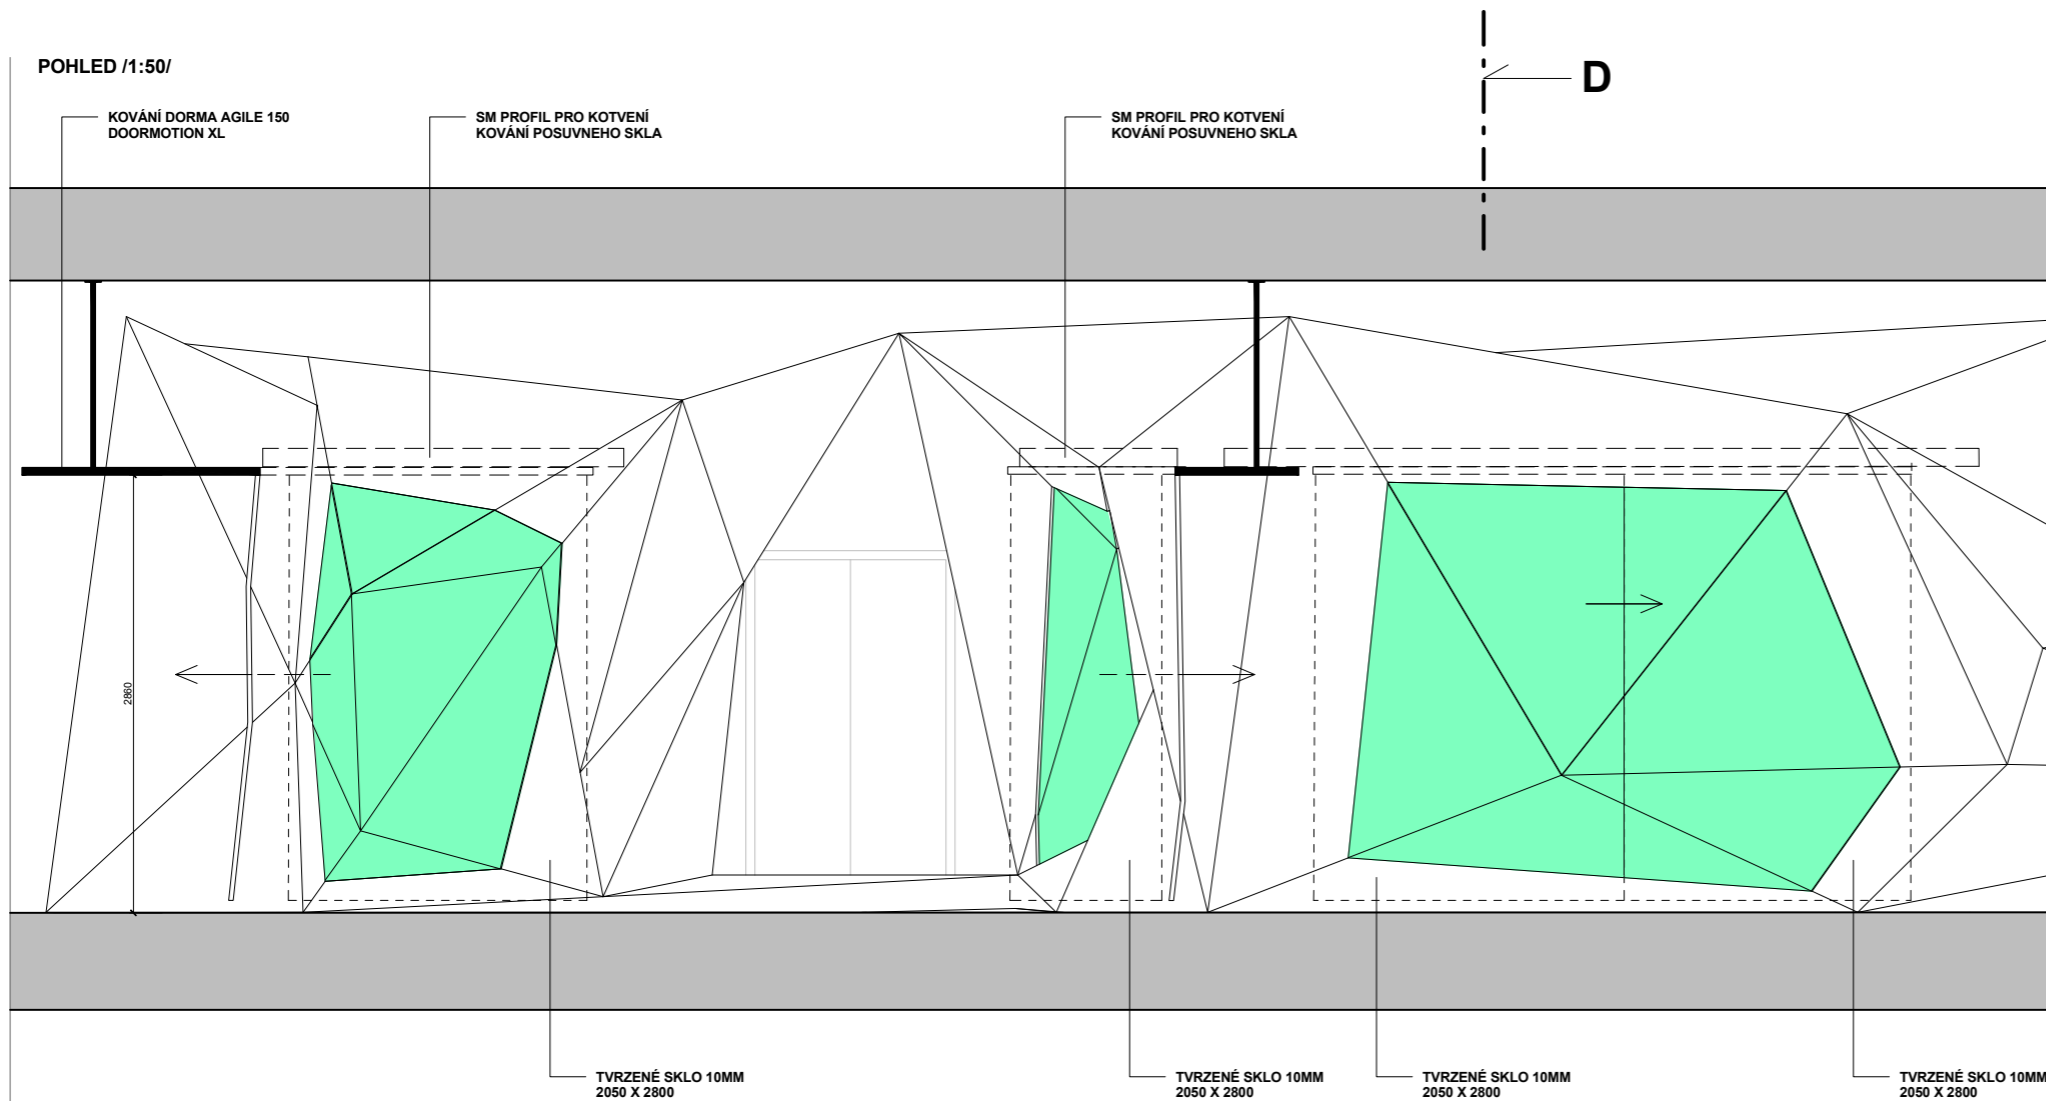 POHLED /1:50/
D
KOVÁNÍ DORMA AGILE 150
DOORMOTION XL
SM PROFIL PRO KOTVENÍ
KOVÁNÍ POSUVNEHO SKLA
SM PROFIL PRO KOTVENÍ
KOVÁNÍ POSUVNEHO SKLA
2860
TVRZENÉ SKLO 10MM
2050 X 2800
TVRZENÉ SKLO 10MM
2050 X 2800
TVRZENÉ SKLO 10MM
2050 X 2800
TVRZENÉ SKLO 10MM
2050 X 2800